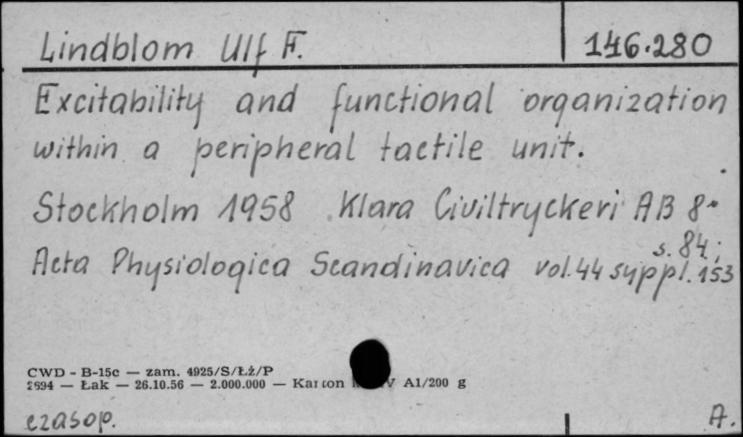 Lindblom Ulf F. 146.280
Excitability and functional organization
within a peripheral tactile unit.
Stockholm 1958 Klara Civiltryckeri AB 8°
s. 84;
Acta Physiologica Scandinavica vol.44 suppl. 153
CWD - B-15c — zam. 4925/S/Łż/P
2694 — Łak — 26.10.56 — 2.000.000 — Karton V A1/200 g
czasop. A.